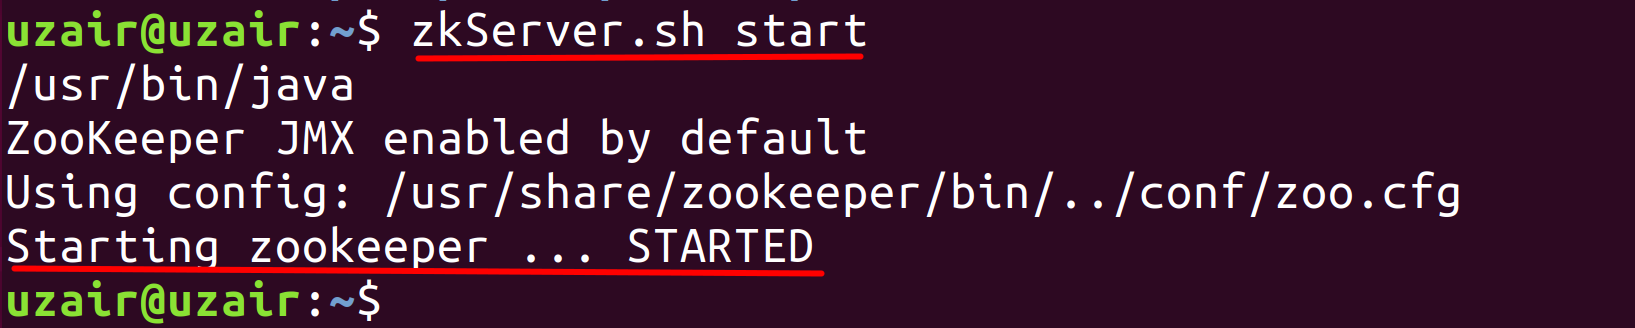 uzair@uzair:~$ zkServer.sh start
/usr/bin/java
ZooKeeper JMX enabled by default
Using config: /usr/share/zookeeper/bin/../conf/zoo.cfg
Starting zookeeper ... STARTED
uzair@uzair:~$